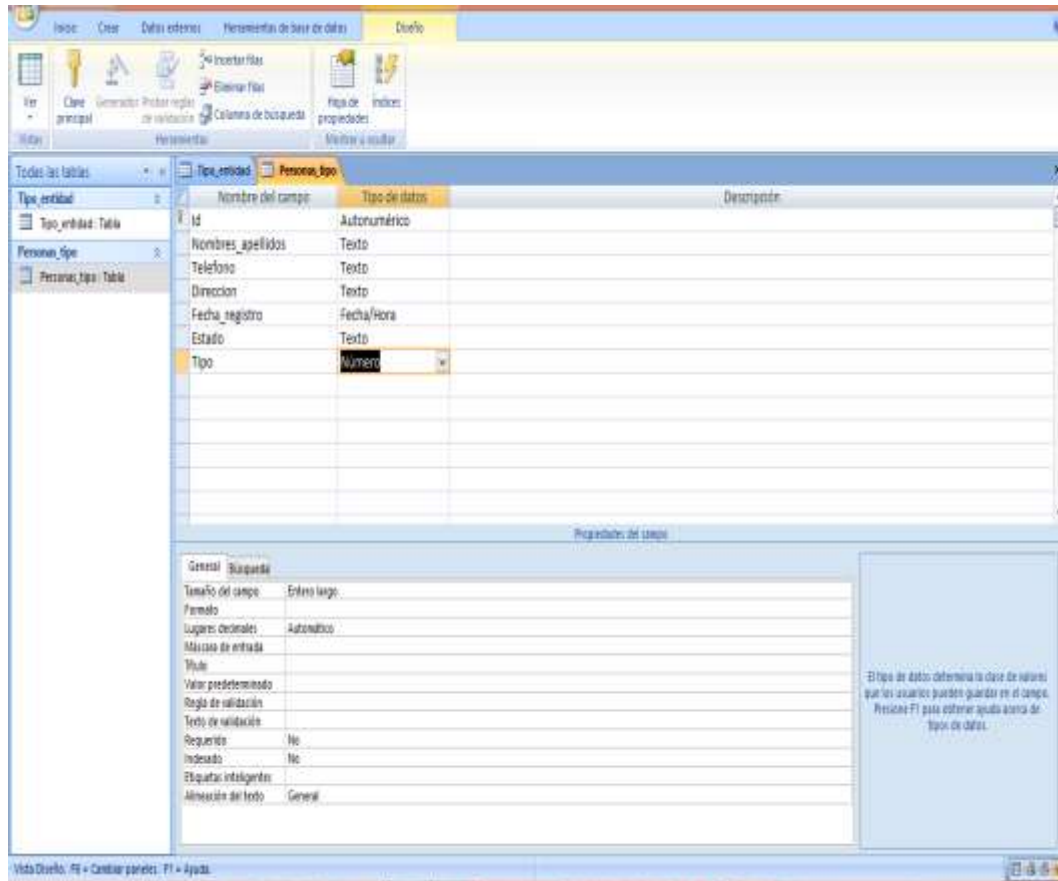 Inicio Crear Datos externos Herramientas de base de datos Diseño
Ver
Clave principal
Generador
Probar reglas de validación
Insertar filas
Eliminar filas
Columna de búsqueda
Hoja de propiedades
Índices
Vistas
Herramientas
Mostrar u ocultar
Todas las tablas
Tipo_entidad
Tipo_entidad : Tabla
Personas_tipo
Personas_tipo : Tabla
Tipo_entidad Personas_tipo
Nombre del campo Tipo de datos Descripción
Id Autonumérico
Nombres_apellidos Texto
Telefono Texto
Direccion Texto
Fecha_registro Fecha/Hora
Estado Texto
Tipo Número
Propiedades del campo
General Búsqueda
Tamaño del campo Entero largo
Formato
Lugares decimales Automático
Máscara de entrada
Título
Valor predeterminado
Regla de validación
Texto de validación
Requerido No
Indexado No
Etiquetas inteligentes
Alineación del texto General
El tipo de datos determina la clase de valores
que los usuarios pueden guardar en el campo.
Presione F1 para obtener ayuda acerca de
tipos de datos.
Vista Diseño. F6 = Cambiar paneles. F1 = Ayuda.